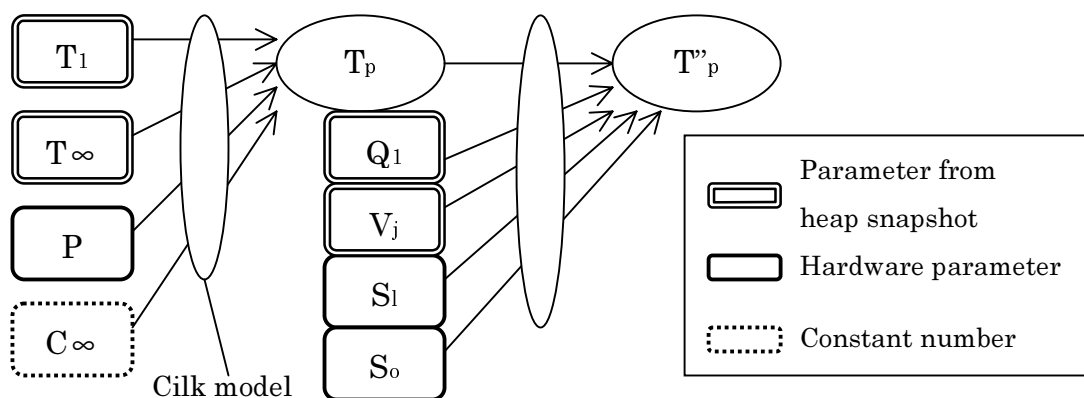 T1
T∞
P
C∞
Cilk model
Tp
Q1
Vj
Sl
So
T”p
Parameter from
heap snapshot
Hardware parameter
Constant number